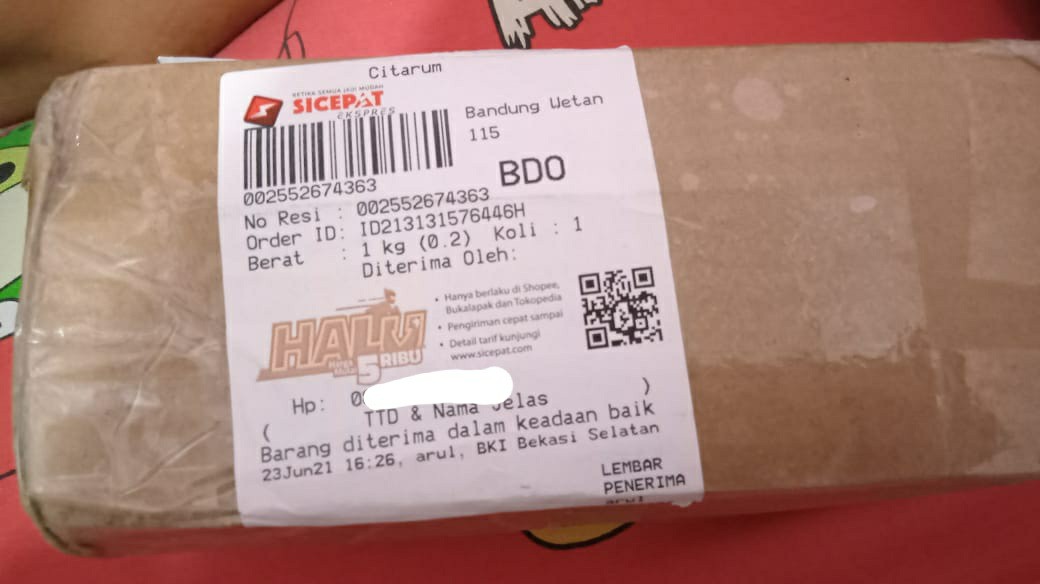 Citarum
KETIKA SEMUA JADI MUDAH
SICEPAT
EKSPRES
Bandung Wetan
115
BDO
002552674363
No Resi : 002552674363
Order ID: ID213131576446H
Berat : 1 kg (0.2) Koli : 1
Diterima Oleh:
HALU
Harga Mulai 5 RIBU
• Hanya berlaku di Shopee,
Bukalapak dan Tokopedia
• Pengiriman cepat sampai
• Detail tarif kunjungi
www.sicepat.com
Hp: 0
( )
TTD & Nama Jelas
Barang diterima dalam keadaan baik
23Jun21 16:26, arul, BKI Bekasi Selatan
LEMBAR
PENERIMA
arul